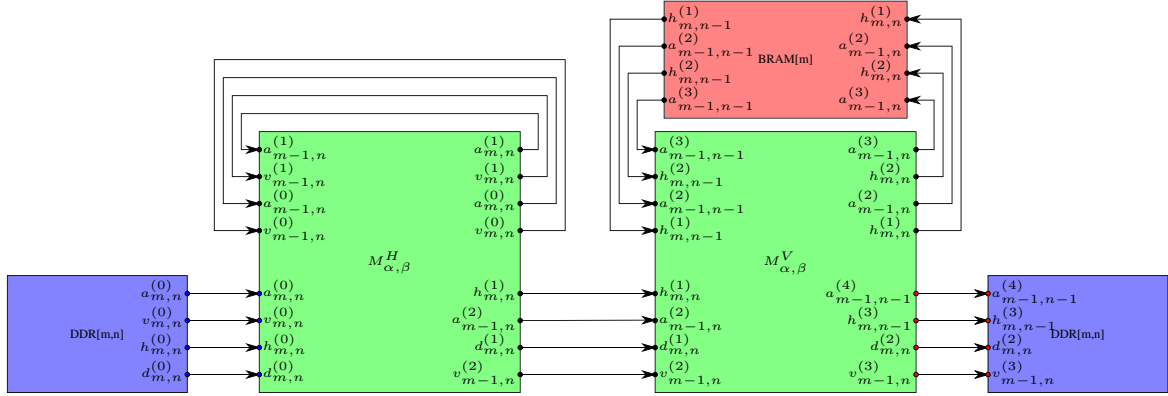 h^{(1)}_{m,n−1} h^{(1)}_{m,n}
a^{(2)}_{m−1,n−1} a^{(2)}_{m−1,n}
BRAM[m]
h^{(2)}_{m,n−1} h^{(2)}_{m,n}
a^{(3)}_{m−1,n−1} a^{(3)}_{m−1,n}
a^{(1)}_{m−1,n} a^{(1)}_{m,n} a^{(3)}_{m−1,n−1} a^{(3)}_{m−1,n}
v^{(1)}_{m−1,n} v^{(1)}_{m,n} h^{(2)}_{m,n−1} h^{(2)}_{m,n}
a^{(0)}_{m−1,n} a^{(0)}_{m,n} a^{(2)}_{m−1,n−1} a^{(2)}_{m−1,n}
v^{(0)}_{m−1,n} v^{(0)}_{m,n} h^{(1)}_{m,n−1} h^{(1)}_{m,n}
M^{H}_{α,β} M^{V}_{α,β}
a^{(0)}_{m,n} a^{(0)}_{m,n} h^{(1)}_{m,n} h^{(1)}_{m,n} a^{(4)}_{m−1,n−1} a^{(4)}_{m−1,n−1}
v^{(0)}_{m,n} v^{(0)}_{m,n} a^{(2)}_{m−1,n} a^{(2)}_{m−1,n} h^{(3)}_{m,n−1} h^{(3)}_{m,n−1}
DDR[m,n] DDR[m,n]
h^{(0)}_{m,n} h^{(0)}_{m,n} d^{(1)}_{m,n} d^{(1)}_{m,n} d^{(2)}_{m,n} d^{(2)}_{m,n}
d^{(0)}_{m,n} d^{(0)}_{m,n} v^{(2)}_{m−1,n} v^{(2)}_{m−1,n} v^{(3)}_{m−1,n} v^{(3)}_{m−1,n}